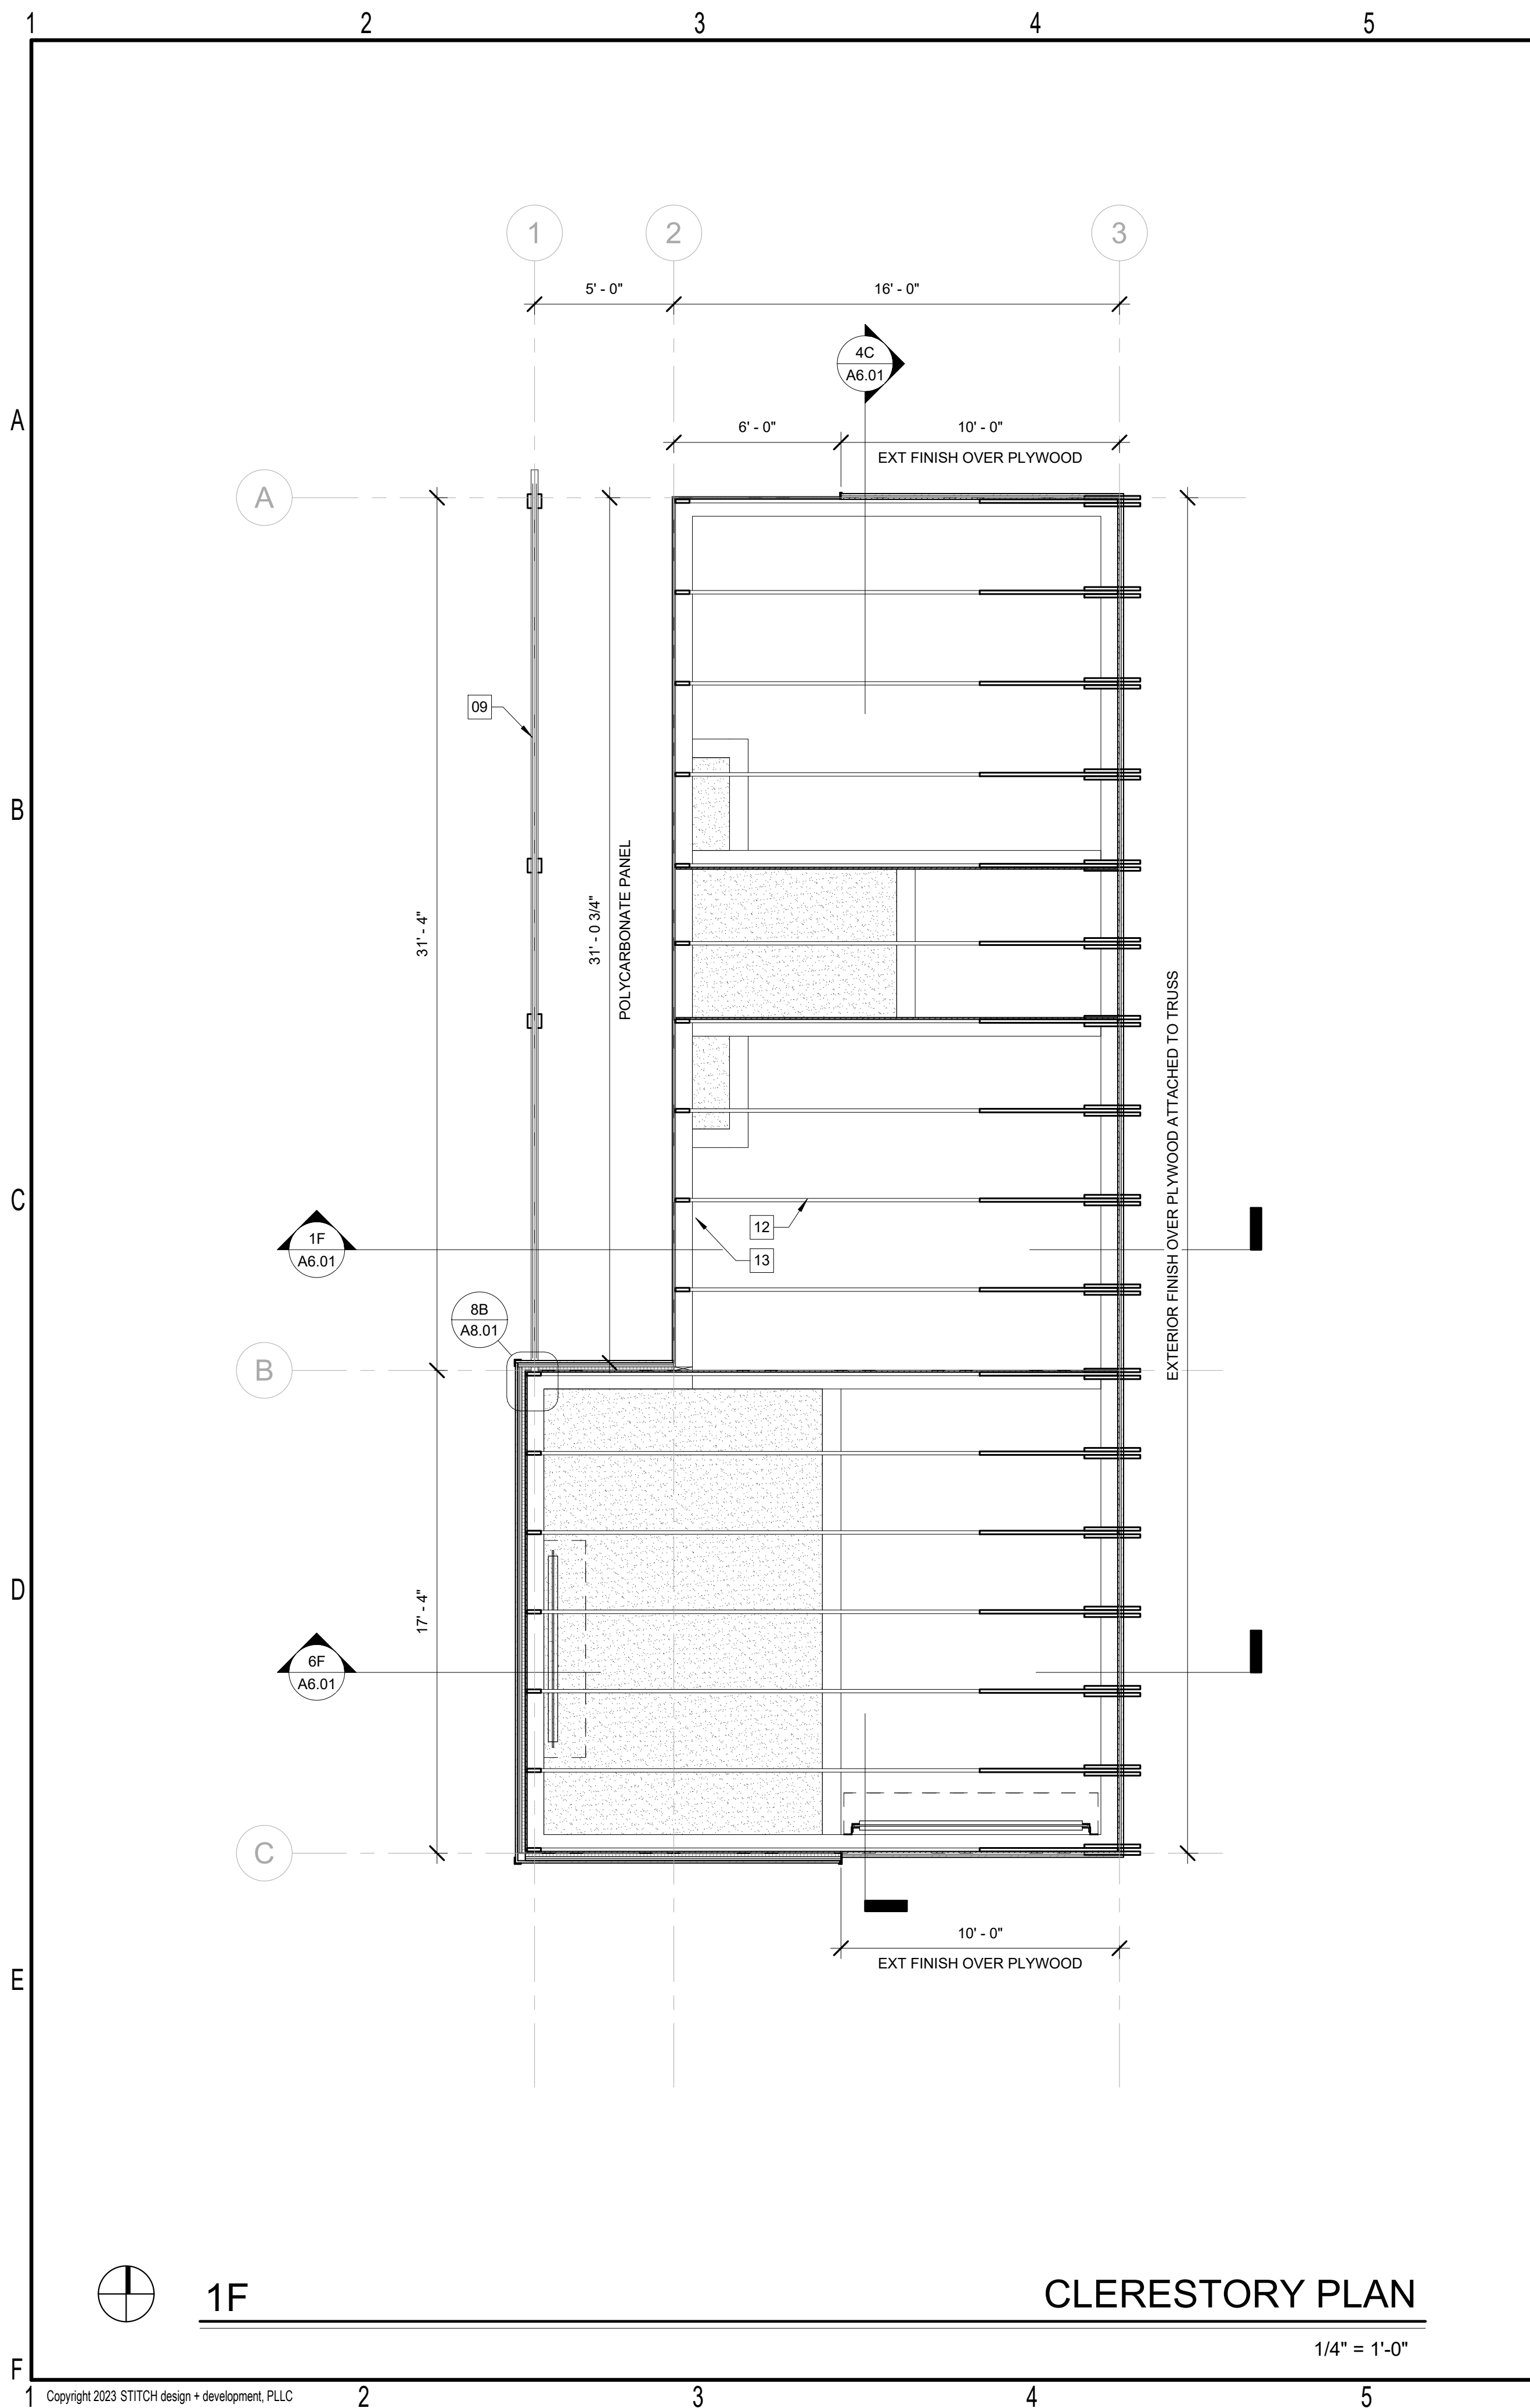 1 2 3 4 5
1 2 3
5' - 0" 16' - 0"
4C
A6.01
A
6' - 0" 10' - 0"
EXT FINISH OVER PLYWOOD
A
09
B
POLYCARBONATE PANEL
31' - 0 3/4"
31' - 4"
EXTERIOR FINISH OVER PLYWOOD ATTACHED TO TRUSS
C
12
1F
A6.01
13
8B
A8.01
B
D
17' - 4"
6F
A6.01
C
10' - 0"
EXT FINISH OVER PLYWOOD
E
1F CLERESTORY PLAN
1/4" = 1'-0"
F
1 Copyright 2023 STITCH design + development, PLLC 2 3 4 5